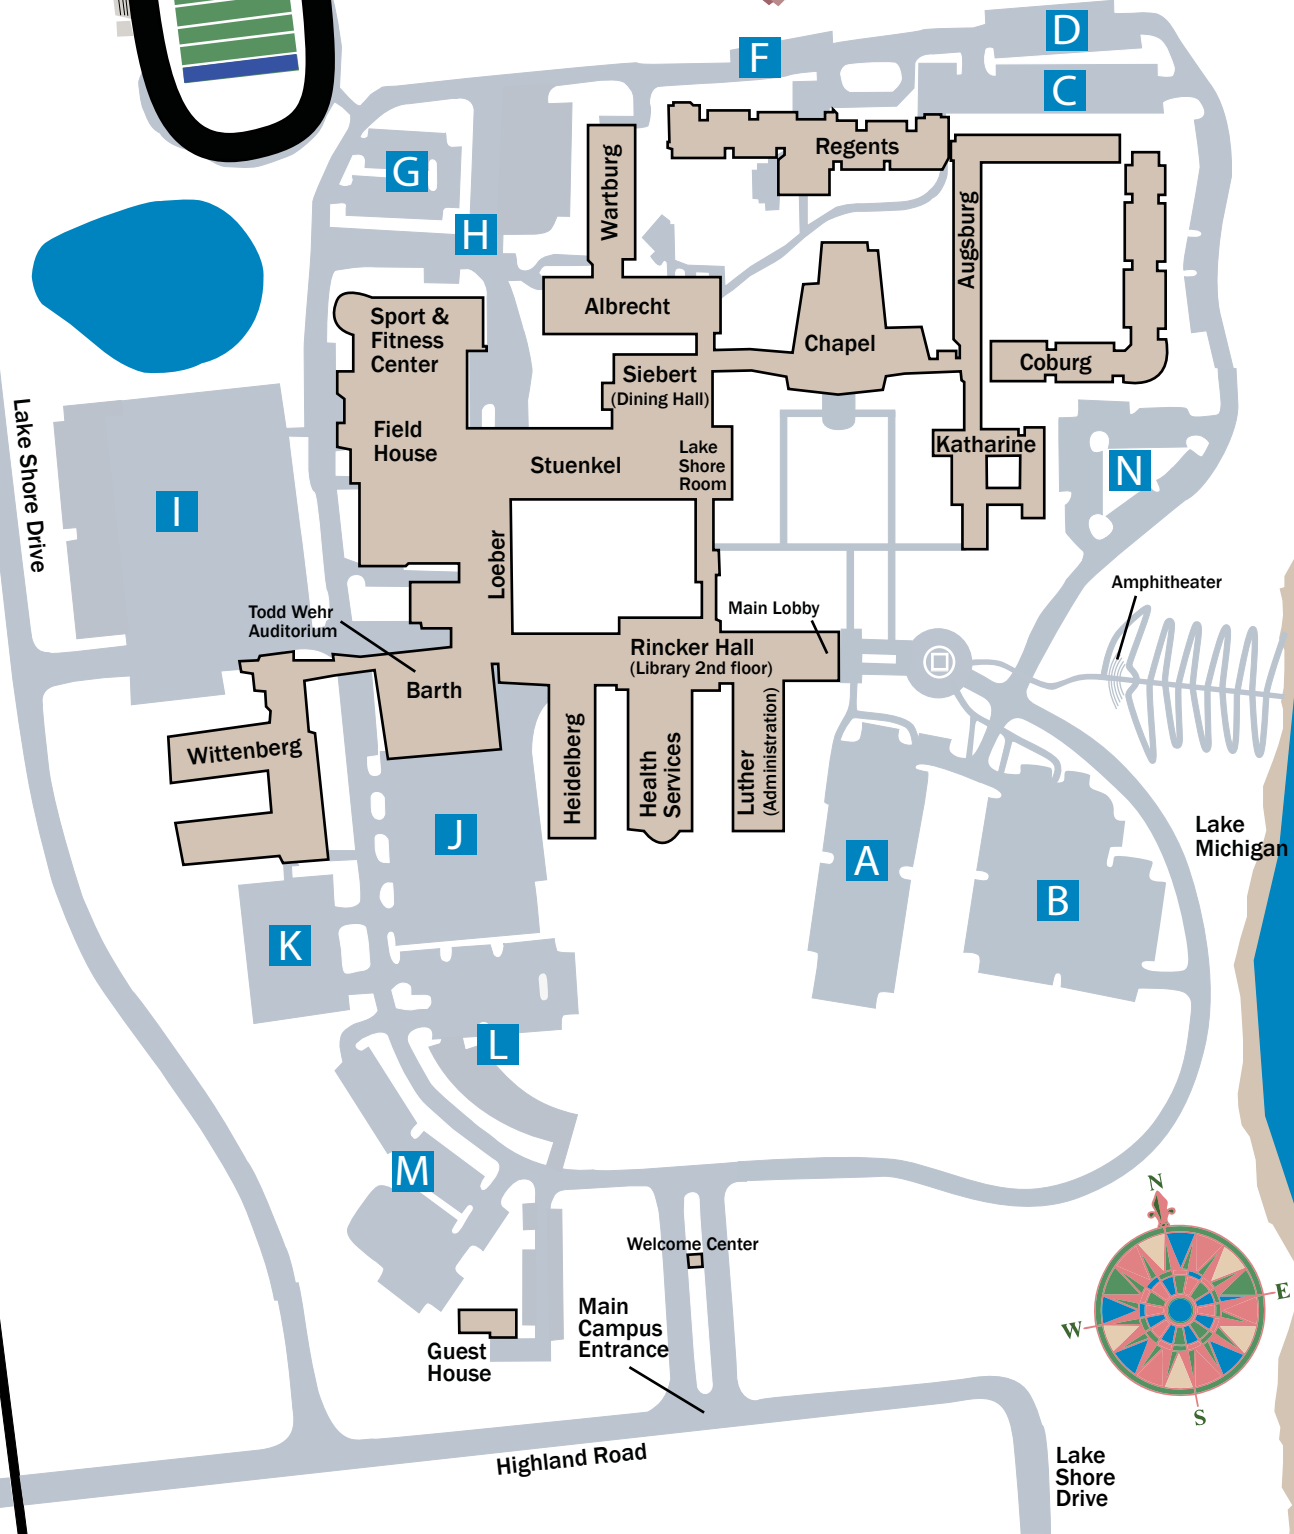 D
F
C
Regents
G
Wartburg
H
Augsburg
Albrecht
Sport &
Fitness
Center
Chapel
Coburg
Siebert
(Dining Hall)
Lake Shore Drive
Field
House
Stuenkel
Lake
Shore
Room
Katharine
N
I
Loeber
Amphitheater
Todd Wehr
Auditorium
Main Lobby
Rincker Hall
(Library 2nd floor)
Barth
Wittenberg
Heidelberg
Health
Services
Luther
(Administration)
J
Lake
Michigan
A
B
K
L
M
N
E
W
S
Welcome Center
Main
Campus
Entrance
Guest
House
Highland Road
Lake
Shore
Drive